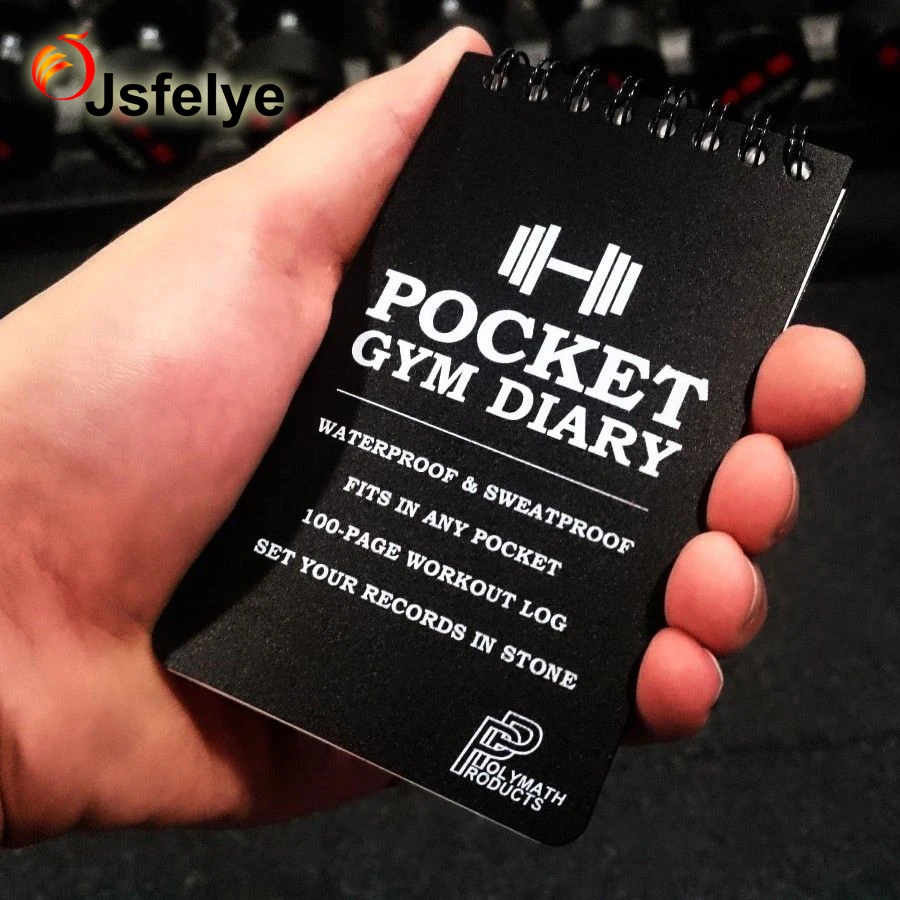 Jsfelye
POCKET
GYM DIARY
WATERPROOF & SWEATPROOF
FITS IN ANY POCKET
100-PAGE WORKOUT LOG
SET YOUR RECORDS IN STONE
POLYMATH
PRODUCTS